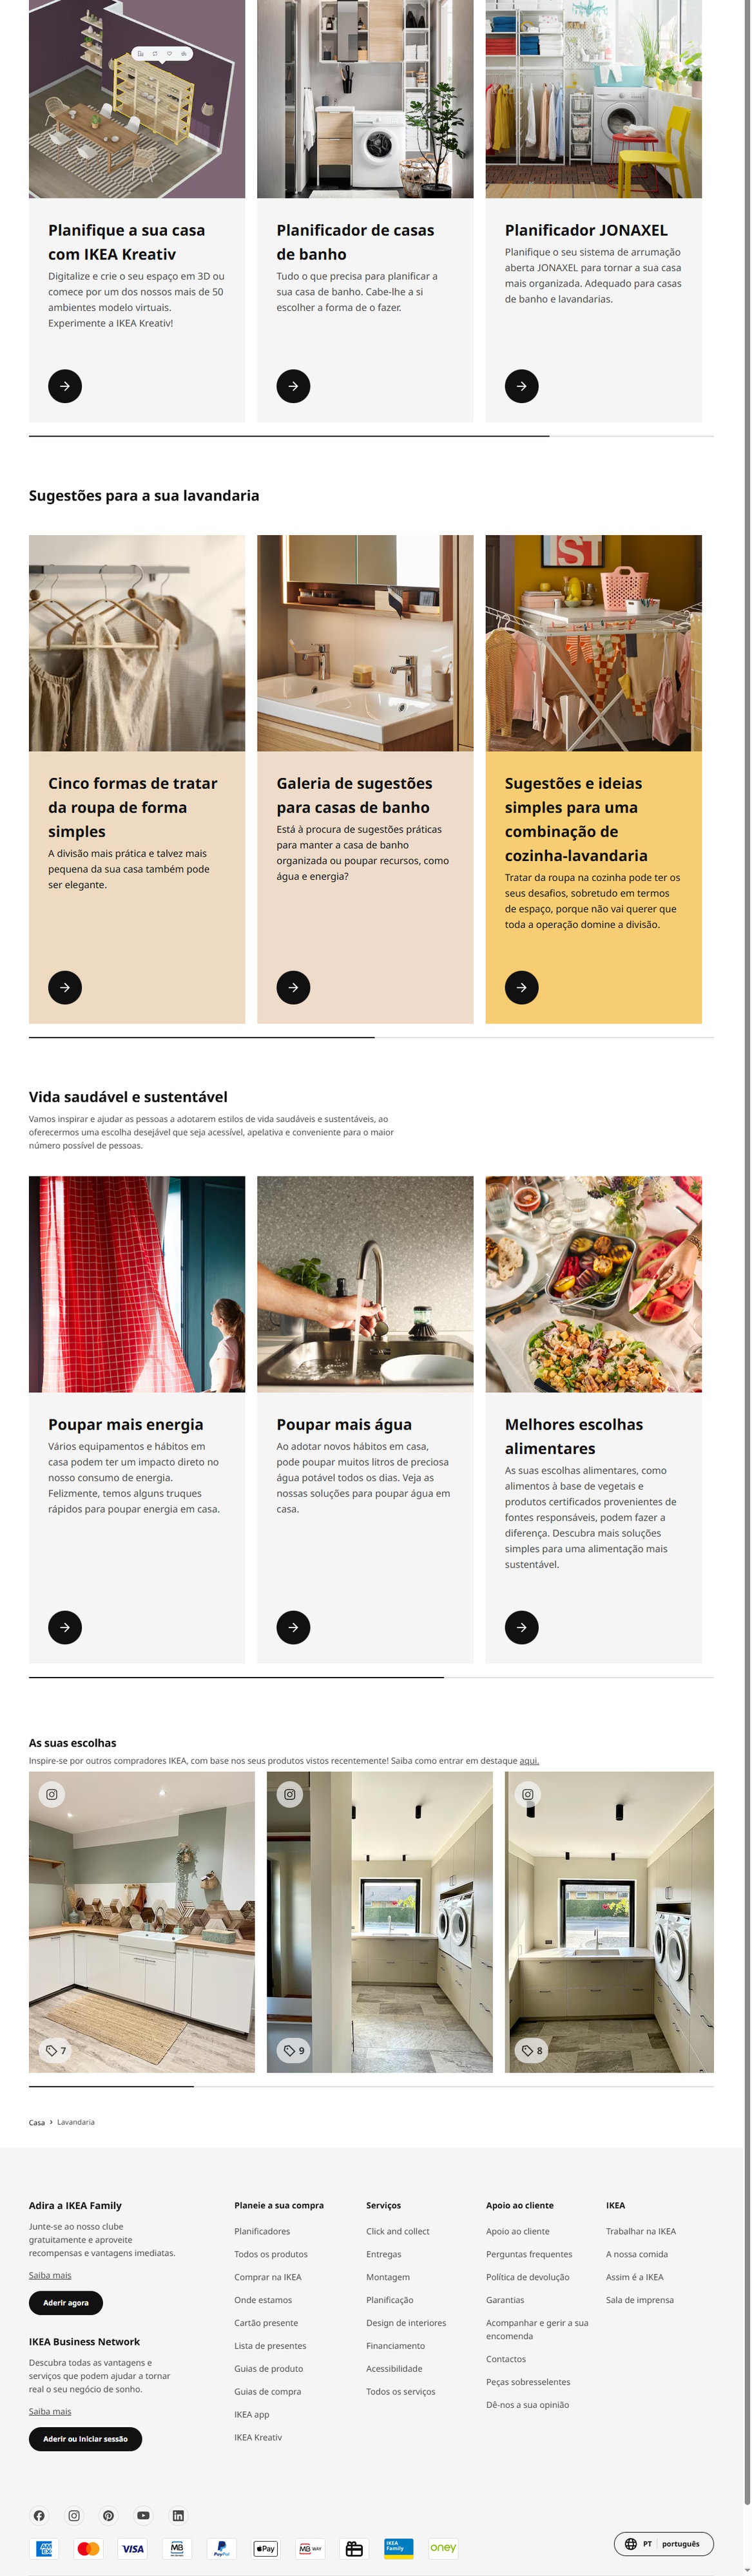 Planifique a sua casa
com IKEA Kreativ
Digitalize e crie o seu espaço em 3D ou
comece por um dos nossos mais de 50
ambientes modelo virtuais.
Experimente a IKEA Kreativ!
Planificador de casas
de banho
Tudo o que precisa para planificar a
sua casa de banho. Cabe-lhe a si
escolher a forma de o fazer.
Planificador JONAXEL
Planifique o seu sistema de arrumação
aberta JONAXEL para tornar a sua casa
mais organizada. Adequado para casas
de banho e lavandarias.
Sugestões para a sua lavandaria
Cinco formas de tratar
da roupa de forma
simples
A divisão mais prática e talvez mais
pequena da sua casa também pode
ser elegante.
Galeria de sugestões
para casas de banho
Está à procura de sugestões práticas
para manter a casa de banho
organizada ou poupar recursos, como
água e energia?
Sugestões e ideias
simples para uma
combinação de
cozinha-lavandaria
Tratar da roupa na cozinha pode ter os
seus desafios, sobretudo em termos
de espaço, porque não vai querer que
toda a operação domine a divisão.
Vida saudável e sustentável
Vamos inspirar e ajudar as pessoas a adotarem estilos de vida saudáveis e sustentáveis, ao
oferecermos uma escolha desejável que seja acessível, apelativa e conveniente para o maior
número possível de pessoas.
Poupar mais energia
Vários equipamentos e hábitos em
casa podem ter um impacto direto no
nosso consumo de energia.
Felizmente, temos alguns truques
rápidos para poupar energia em casa.
Poupar mais água
Ao adotar novos hábitos em casa,
pode poupar muitos litros de preciosa
água potável todos os dias. Veja as
nossas soluções para poupar água em
casa.
Melhores escolhas
alimentares
As suas escolhas alimentares, como
alimentos à base de vegetais e
produtos certificados provenientes de
fontes responsáveis, podem fazer a
diferença. Descubra mais soluções
simples para uma alimentação mais
sustentável.
As suas escolhas
Inspire-se por outros compradores IKEA, com base nos seus produtos vistos recentemente! Saiba como entrar em destaque aqui.
7
9
8
Casa › Lavandaria
Adira a IKEA Family
Junte-se ao nosso clube
gratuitamente e aproveite
recompensas e vantagens imediatas.
Saiba mais
Aderir agora
IKEA Business Network
Descubra todas as vantagens e
serviços que podem ajudar a tornar
real o seu negócio de sonho.
Saiba mais
Aderir ou Iniciar sessão
Planeie a sua compra
Planificadores
Todos os produtos
Comprar na IKEA
Onde estamos
Cartão presente
Lista de presentes
Guias de produto
Guias de compra
IKEA app
IKEA Kreativ
Serviços
Click and collect
Entregas
Montagem
Planificação
Design de interiores
Financiamento
Acessibilidade
Todos os serviços
Apoio ao cliente
Apoio ao cliente
Perguntas frequentes
Política de devolução
Garantias
Acompanhar e gerir a sua
encomenda
Contactos
Peças sobresselentes
Dê-nos a sua opinião
IKEA
Trabalhar na IKEA
A nossa comida
Assim é a IKEA
Sala de imprensa
AMEX
VISA
MB
PayPal
Pay
MB WAY
IKEA Family
oney
PT
português